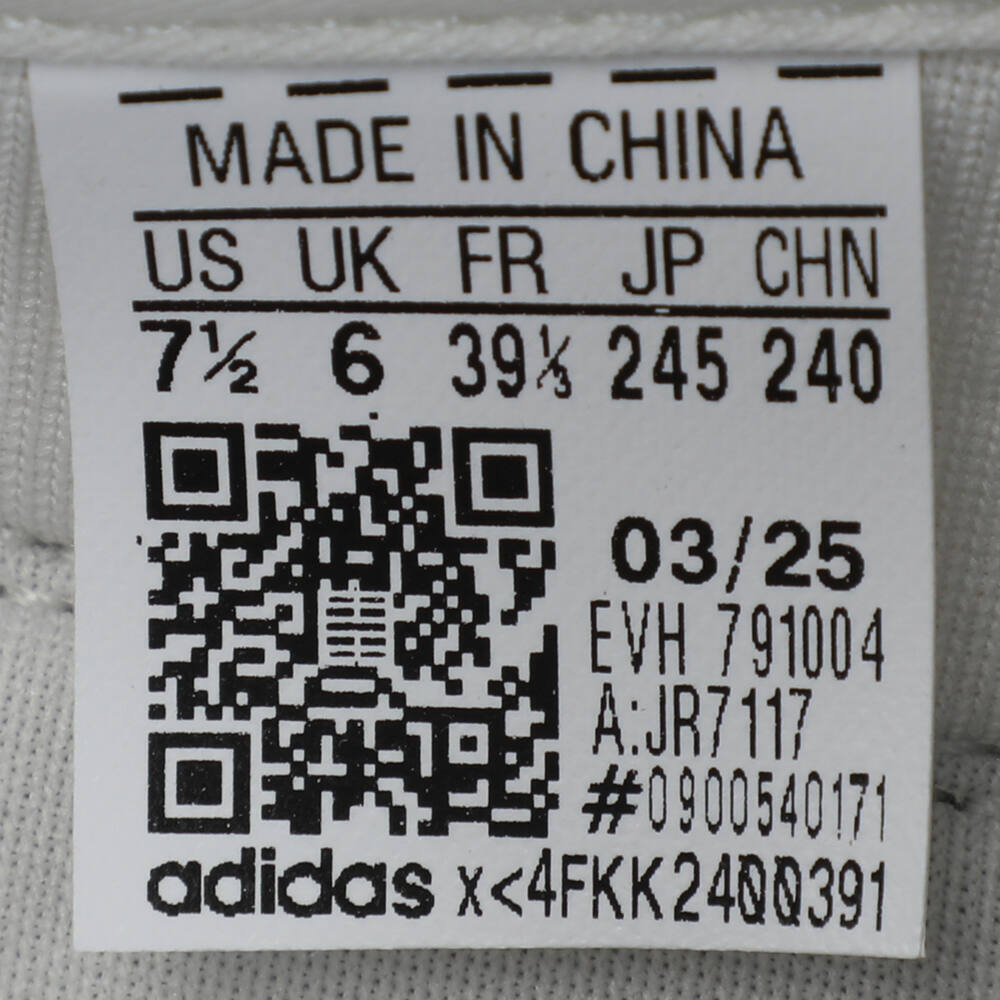 MADE IN CHINA
US UK FR JP CHN
7½ 6 39⅓ 245 240
03/25
EVH 791004
A:JR7117
#0900540171
adidas x<4FKK24QQ391